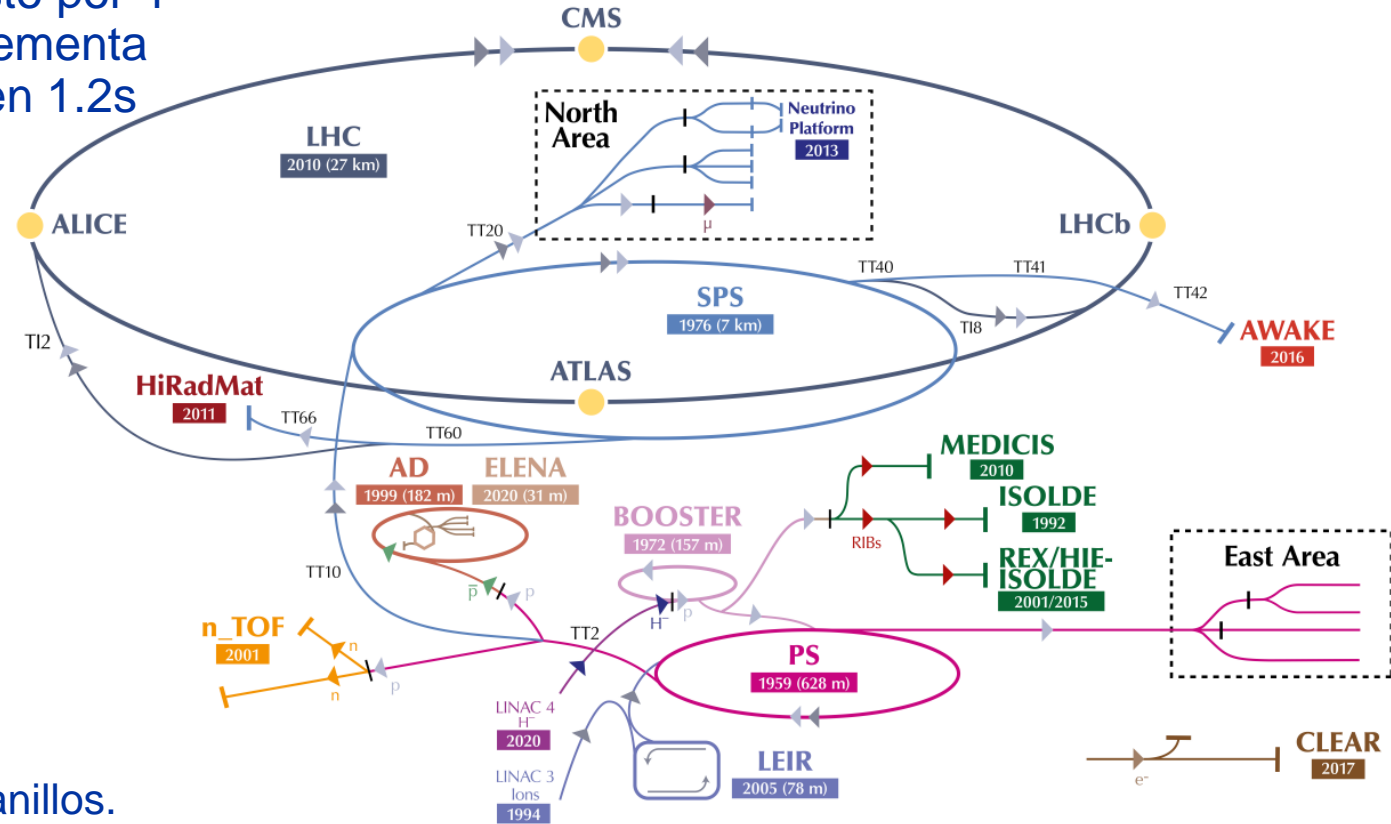 ementa
en 1.2s
CMS
LHC
2010 (27 km)
North
Area
Neutrino
Platform
2013
μ
ALICE
LHCb
TT20
TT40
TT41
TT42
TI8
SPS
1976 (7 km)
AWAKE
2016
TI2
ATLAS
HiRadMat
2011
TT66
TT60
AD
1999 (182 m)
ELENA
2020 (31 m)
MEDICIS
2010
ISOLDE
1992
RIBs
REX/HIE-
ISOLDE
2001/2015
BOOSTER
1972 (157 m)
East Area
TT10
p̄
p
H⁻
p
TT2
n_TOF
2001
n
n
p
PS
1959 (628 m)
LINAC 4
H⁻
2020
LINAC 3
Ions
1994
LEIR
2005 (78 m)
CLEAR
2017
e-
anillos.